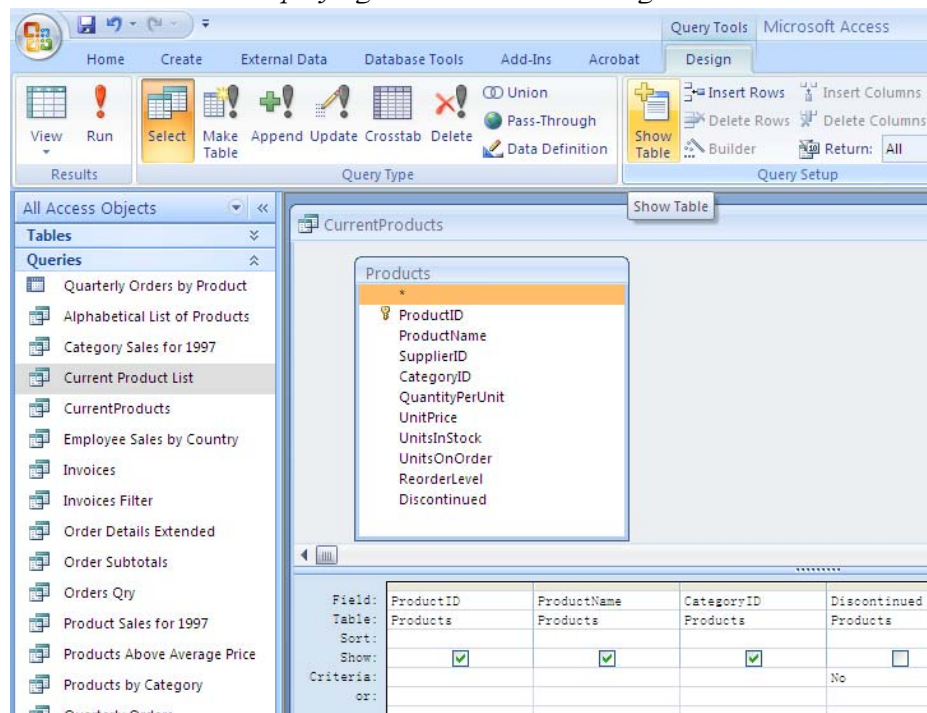 Query Tools Microsoft Access
Home Create External Data Database Tools Add-Ins Acrobat Design
View Run Select Make Table Append Update Crosstab Delete
Union
Pass-Through
Data Definition
Show Table
Insert Rows
Delete Rows
Builder
Insert Columns
Delete Columns
Return: All
Results Query Type Query Setup
Show Table
All Access Objects
Tables
Queries
Quarterly Orders by Product
Alphabetical List of Products
Category Sales for 1997
Current Product List
CurrentProducts
Employee Sales by Country
Invoices
Invoices Filter
Order Details Extended
Order Subtotals
Orders Qry
Product Sales for 1997
Products Above Average Price
Products by Category
CurrentProducts
Products
*
ProductID
ProductName
SupplierID
CategoryID
QuantityPerUnit
UnitPrice
UnitsInStock
UnitsOnOrder
ReorderLevel
Discontinued
Field: ProductID ProductName CategoryID Discontinued
Table: Products Products Products Products
Sort:
Show:
Criteria: No
or: